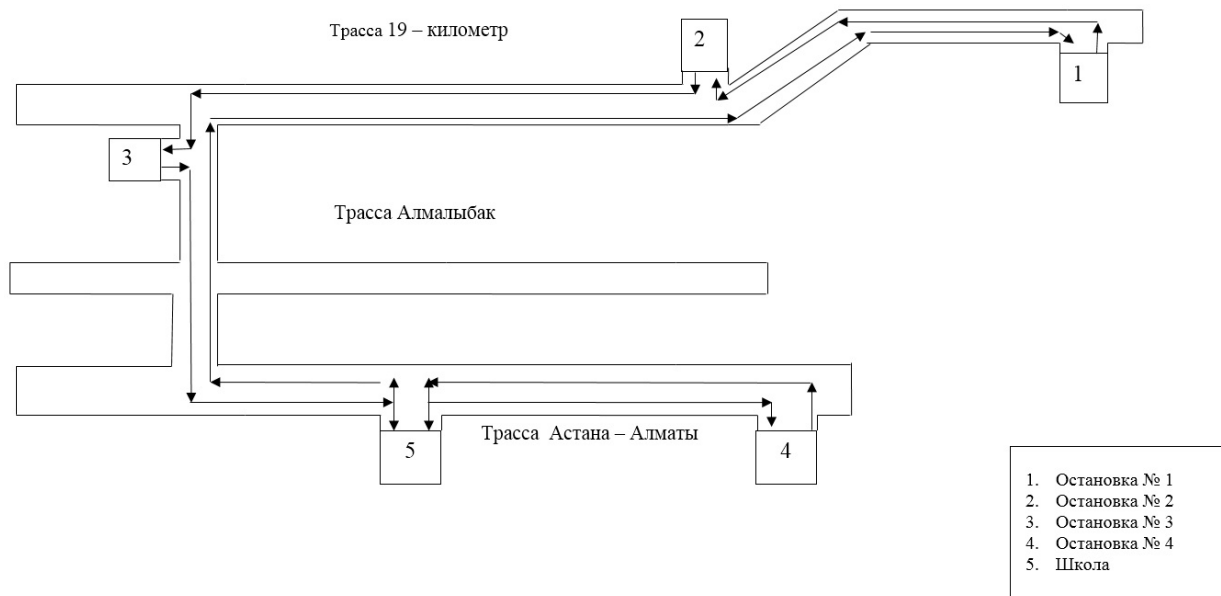 Трасса 19 – километр
2
1
3
Трасса Алмалыбак
Трасса Астана – Алматы
5
4
1. Остановка № 1
2. Остановка № 2
3. Остановка № 3
4. Остановка № 4
5. Школа